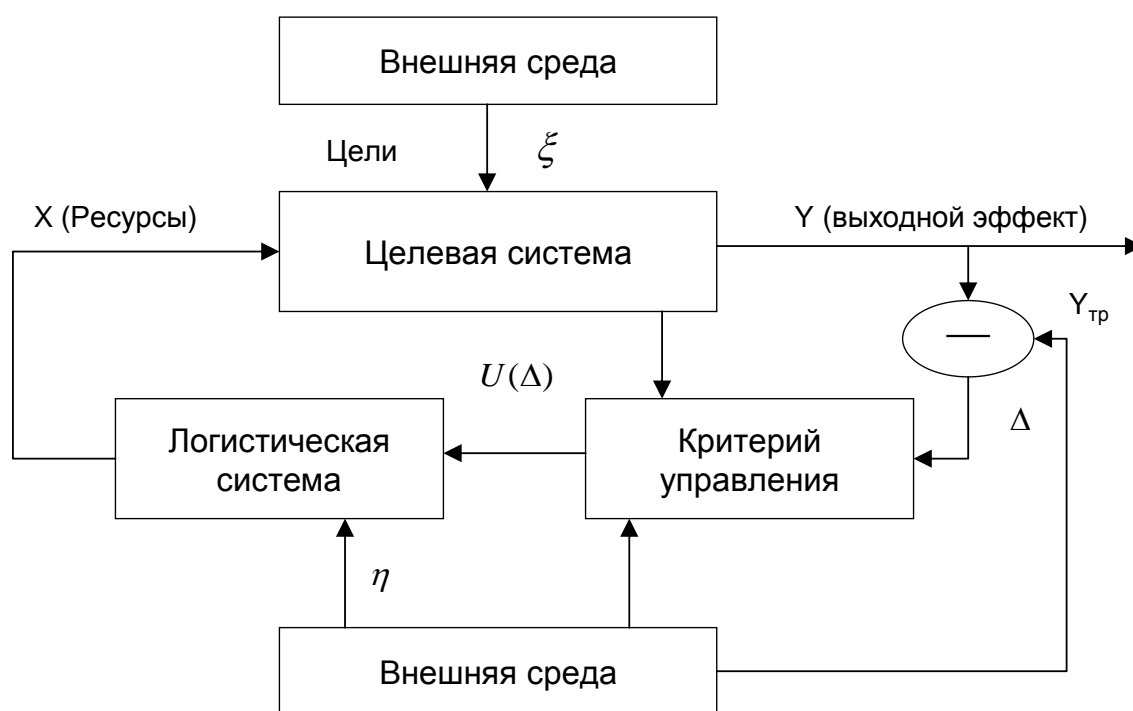 Внешняя среда
Цели ξ
X (Ресурсы)
Y (выходной эффект)
Целевая система
Yтр
—
U(Δ)
Δ
Логистическая
система
Критерий
управления
η
Внешняя среда